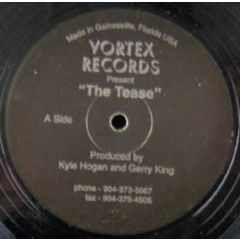 Made in Gainesville, Florida USA
VORTEX
RECORDS
Present
"The Tease"
A Side
Produced by
Kyle Hogan and Gerry King
phone - 904-373-5067
fax - 904-375-4505